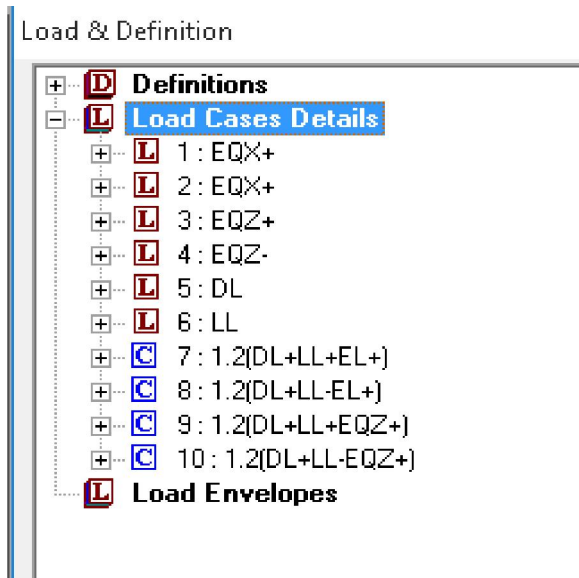 Load & Definition
D Definitions
L Load Cases Details
L 1 : EQX+
L 2 : EQX+
L 3 : EQZ+
L 4 : EQZ-
L 5 : DL
L 6 : LL
C 7 : 1.2(DL+LL+EL+)
C 8 : 1.2(DL+LL-EL+)
C 9 : 1.2(DL+LL+EQZ+)
C 10 : 1.2(DL+LL-EQZ+)
L Load Envelopes